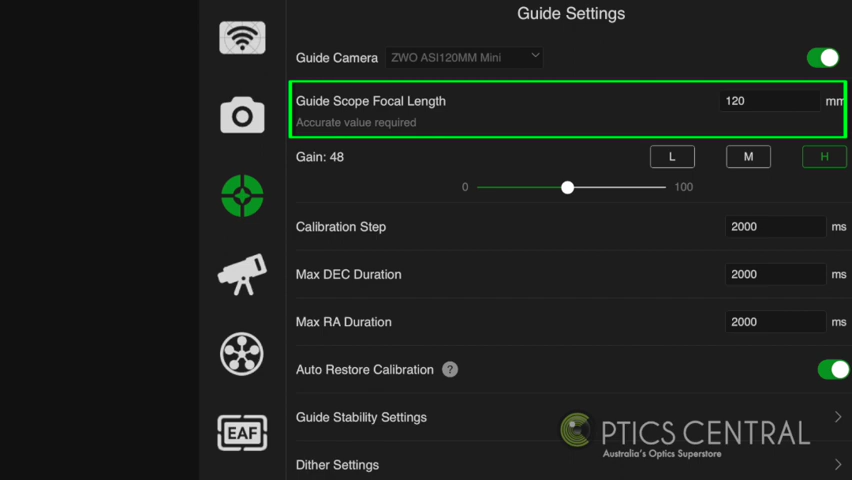 Guide Settings
Guide Camera ZWO ASI120MM Mini
Guide Scope Focal Length 120 mm
Accurate value required
Gain: 48 L M H
0 100
Calibration Step 2000 ms
Max DEC Duration 2000 ms
Max RA Duration 2000 ms
Auto Restore Calibration ?
EAF Guide Stability Settings
PTICS CENTRAL
Australia's Optics Superstore
Dither Settings